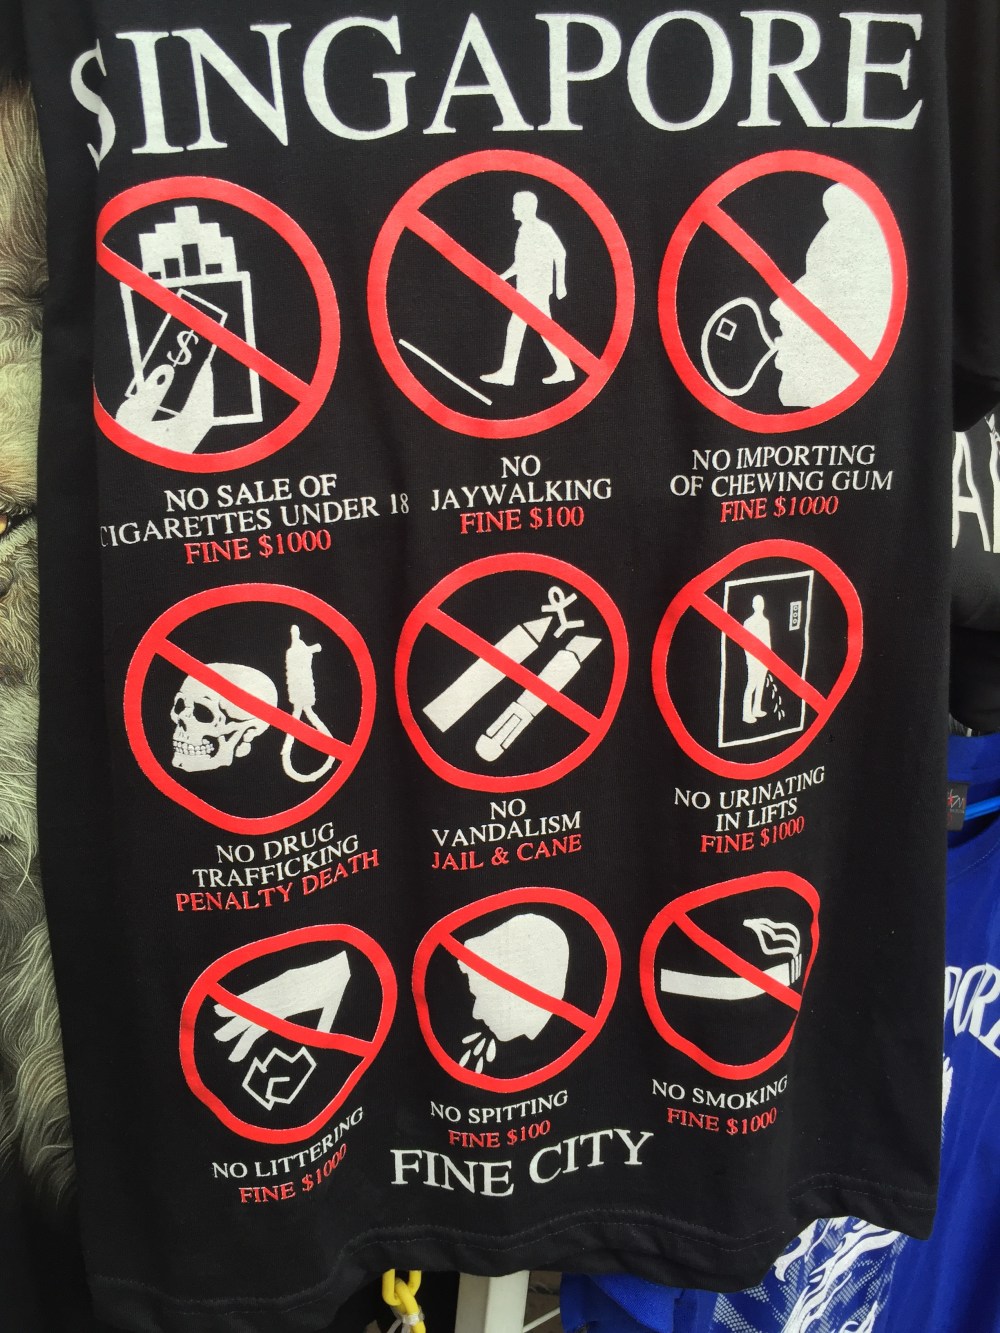 SINGAPORE
NO SALE OF
CIGARETTES UNDER 18
FINE $1000
NO
JAYWALKING
FINE $100
NO IMPORTING
OF CHEWING GUM
FINE $1000
NO DRUG
TRAFFICKING
PENALTY DEATH
NO
VANDALISM
JAIL & CANE
NO URINATING
IN LIFTS
FINE $1000
NO LITTERING
FINE $1000
NO SPITTING
FINE $100
NO SMOKING
FINE $1000
FINE CITY